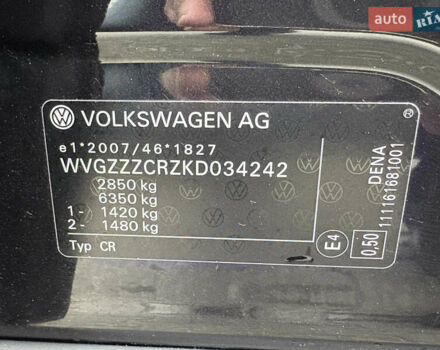 auto RIA
VOLKSWAGEN AG
®
e1*2007/46*1827
WVGZZZCRZKD034242
2850 kg
6350 kg
1- 1420 kg
2- 1480 kg
Typ CR
E4
0,50
DENA
111161681001